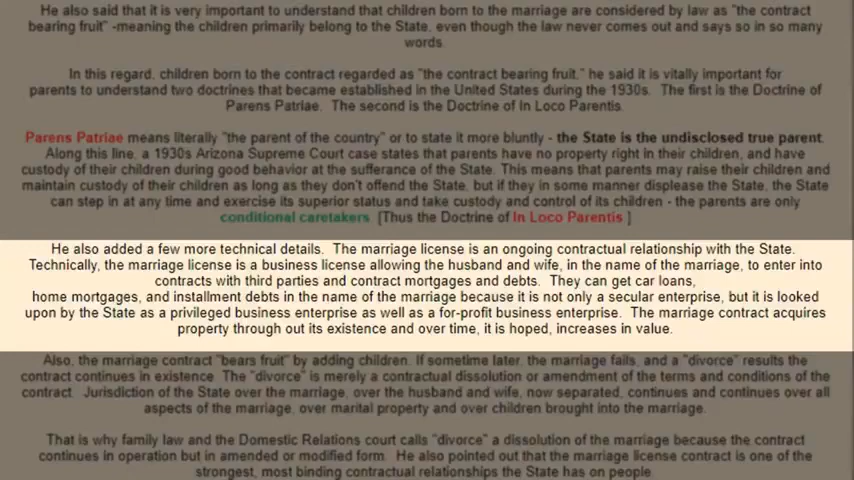 He also said that it is very important to understand that children born to the marriage are considered by law as "the contract
bearing fruit" -meaning the children primarily belong to the State, even though the law never comes out and says so in so many
words.
In this regard, children born to the contract regarded as "the contract bearing fruit," he said it is vitally important for
parents to understand two doctrines that became established in the United States during the 1930s. The first is the Doctrine of
Parens Patriae. The second is the Doctrine of In Loco Parentis.
Parens Patriae means literally "the parent of the country" or to state it more bluntly - the State is the undisclosed true parent.
Along this line, a 1930s Arizona Supreme Court case states that parents have no property right in their children, and have
custody of their children during good behavior at the sufferance of the State. This means that parents may raise their children and
maintain custody of their children as long as they don't offend the State, but if they in some manner displease the State, the State
can step in at any time and exercise its superior status and take custody and control of its children - the parents are only
conditional caretakers. [Thus the Doctrine of In Loco Parentis ]
He also added a few more technical details. The marriage license is an ongoing contractual relationship with the State.
Technically, the marriage license is a business license allowing the husband and wife, in the name of the marriage, to enter into
contracts with third parties and contract mortgages and debts. They can get car loans,
home mortgages, and installment debts in the name of the marriage because it is not only a secular enterprise, but it is looked
upon by the State as a privileged business enterprise as well as a for-profit business enterprise. The marriage contract acquires
property through out its existence and over time, it is hoped, increases in value.
Also, the marriage contract "bears fruit" by adding children. If sometime later, the marriage fails, and a "divorce" results the
contract continues in existence. The "divorce" is merely a contractual dissolution or amendment of the terms and conditions of the
contract. Jurisdiction of the State over the marriage, over the husband and wife, now separated, continues and continues over all
aspects of the marriage, over marital property and over children brought into the marriage.
That is why family law and the Domestic Relations court calls "divorce" a dissolution of the marriage because the contract
continues in operation but in amended or modified form. He also pointed out that the marriage license contract is one of the
strongest, most binding contractual relationships the State has on people.